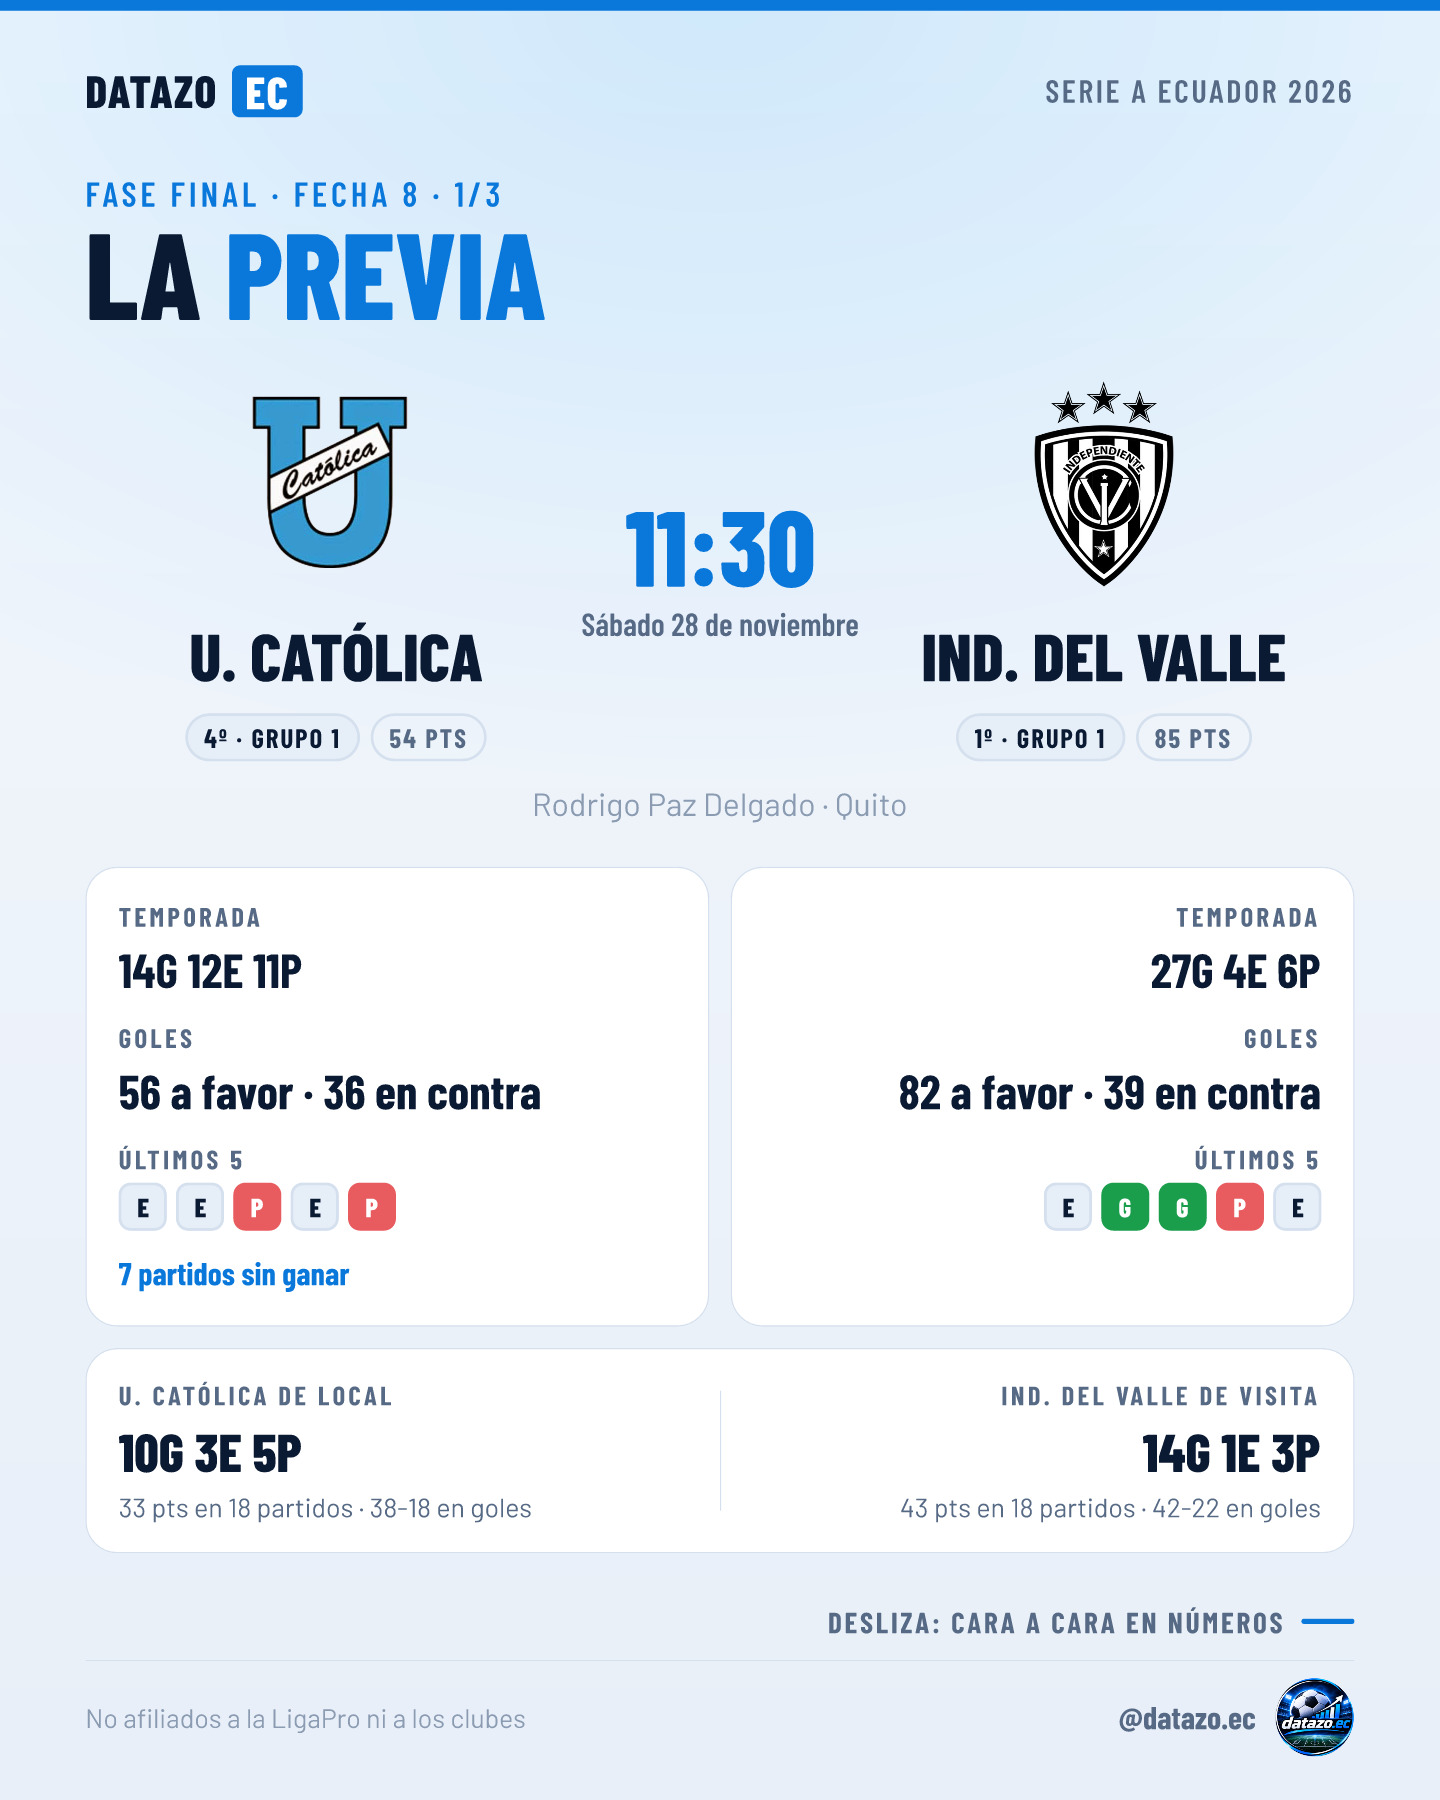 DATAZO EC
SERIE A ECUADOR 2026
FASE FINAL · FECHA 8 · 1/3
LA PREVIA
Católica
INDEPENDIENTE
11:30
Sábado 28 de noviembre
U. CATÓLICA
IND. DEL VALLE
4º · GRUPO 1
54 PTS
1º · GRUPO 1
85 PTS
Rodrigo Paz Delgado · Quito
TEMPORADA
14G 12E 11P
GOLES
56 a favor · 36 en contra
ÚLTIMOS 5
E E P E P
7 partidos sin ganar
TEMPORADA
27G 4E 6P
GOLES
82 a favor · 39 en contra
ÚLTIMOS 5
E G G P E
U. CATÓLICA DE LOCAL
10G 3E 5P
33 pts en 18 partidos · 38-18 en goles
IND. DEL VALLE DE VISITA
14G 1E 3P
43 pts en 18 partidos · 42-22 en goles
DESLIZA: CARA A CARA EN NÚMEROS
No afiliados a la LigaPro ni a los clubes
@datazo.ec
datazo.ec